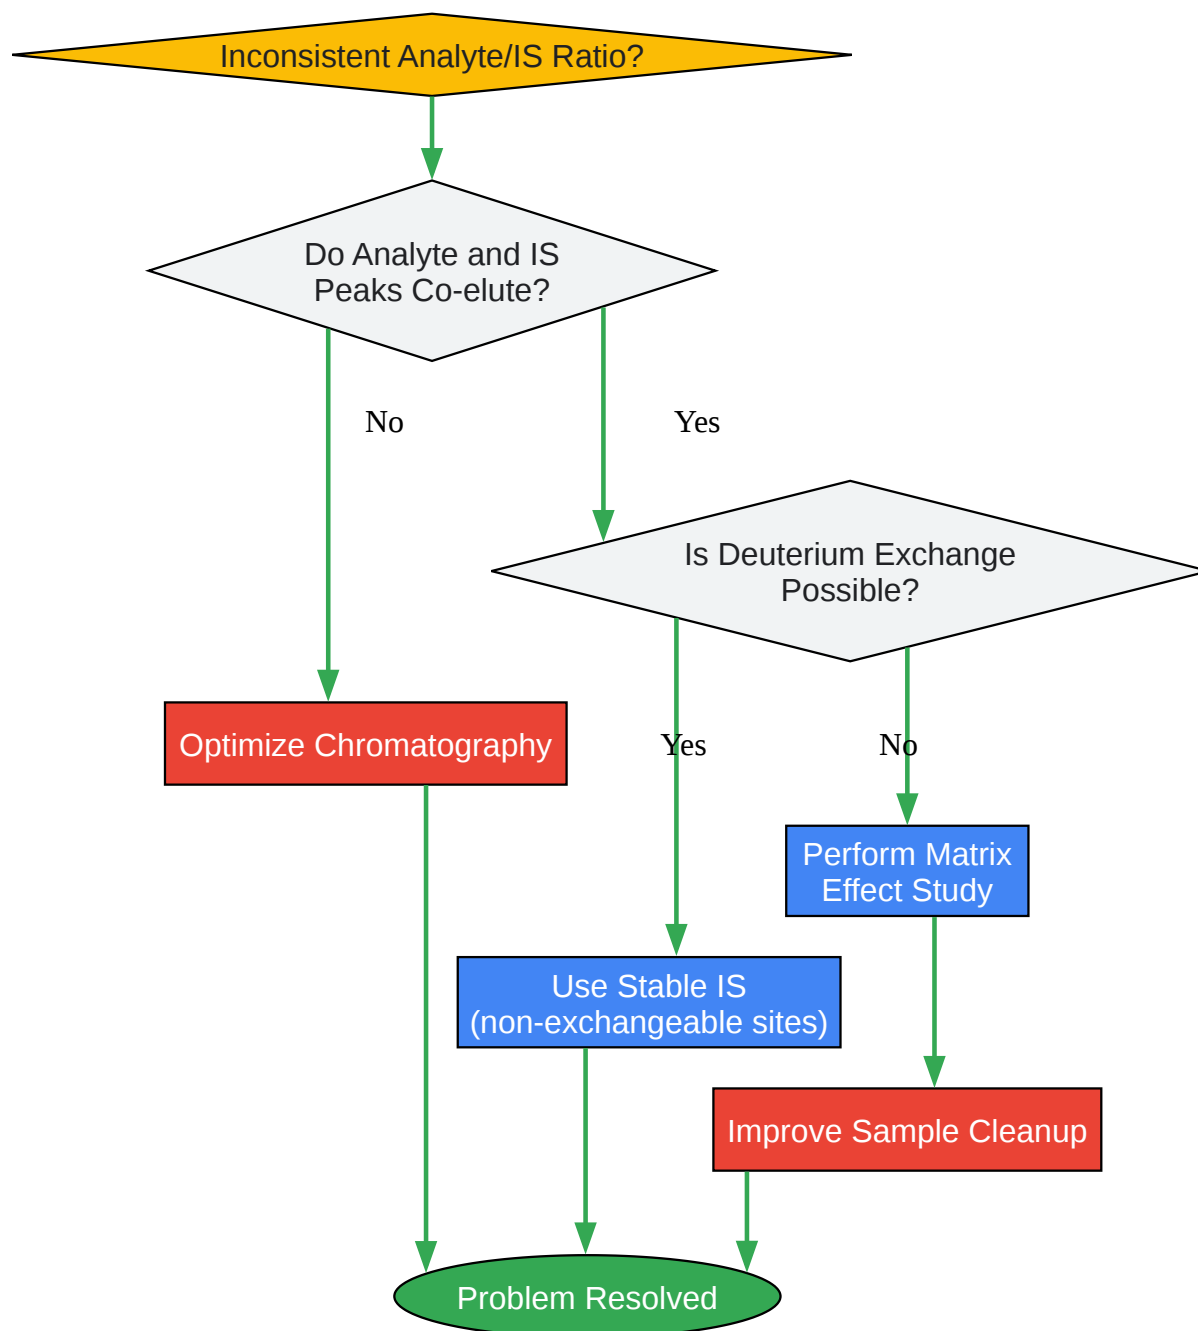 Inconsistent Analyte/IS Ratio?
Do Analyte and IS
Peaks Co-elute?
No
Yes
Is Deuterium Exchange
Possible?
Optimize Chromatography
Yes
No
Perform Matrix
Effect Study
Use Stable IS
(non-exchangeable sites)
Improve Sample Cleanup
Problem Resolved